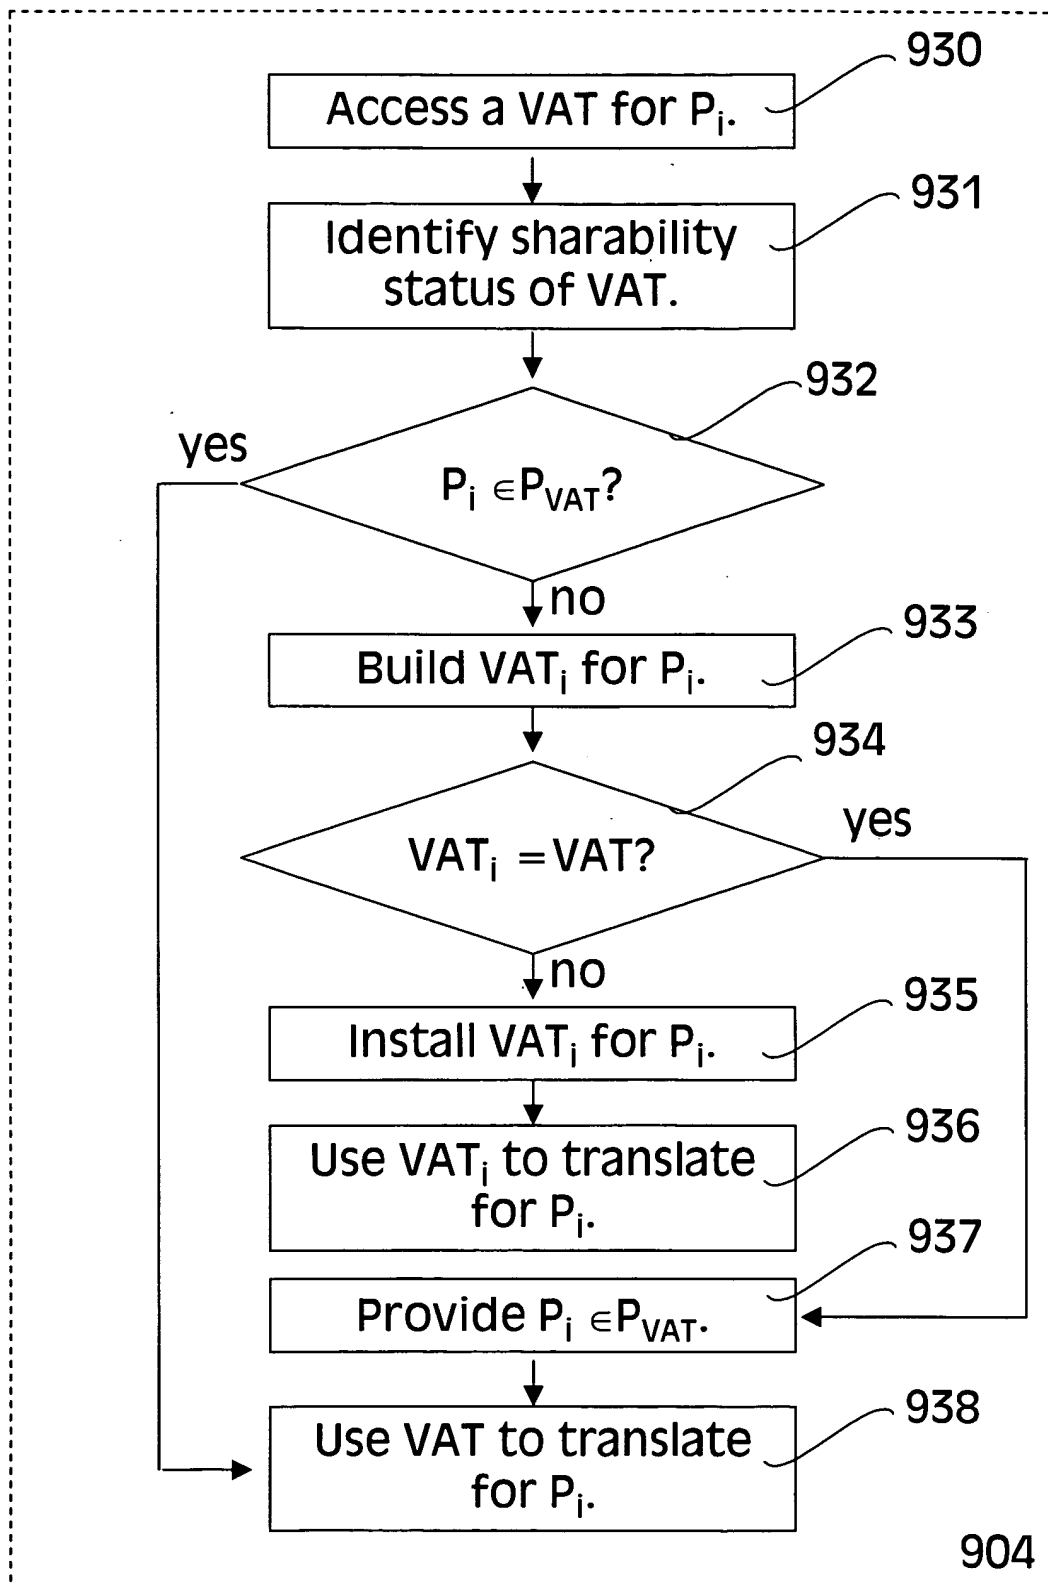 930
Access a VAT for Pi.
931
Identify sharability
status of VAT.
932
yes
Pi ∈PVAT?
no
933
Build VATi for Pi.
934
yes
VATi =VAT?
no
935
Install VATi for Pi.
936
Use VATi to translate
for Pi.
937
Provide Pi ∈PVAT.
938
Use VAT to translate
for Pi.
904